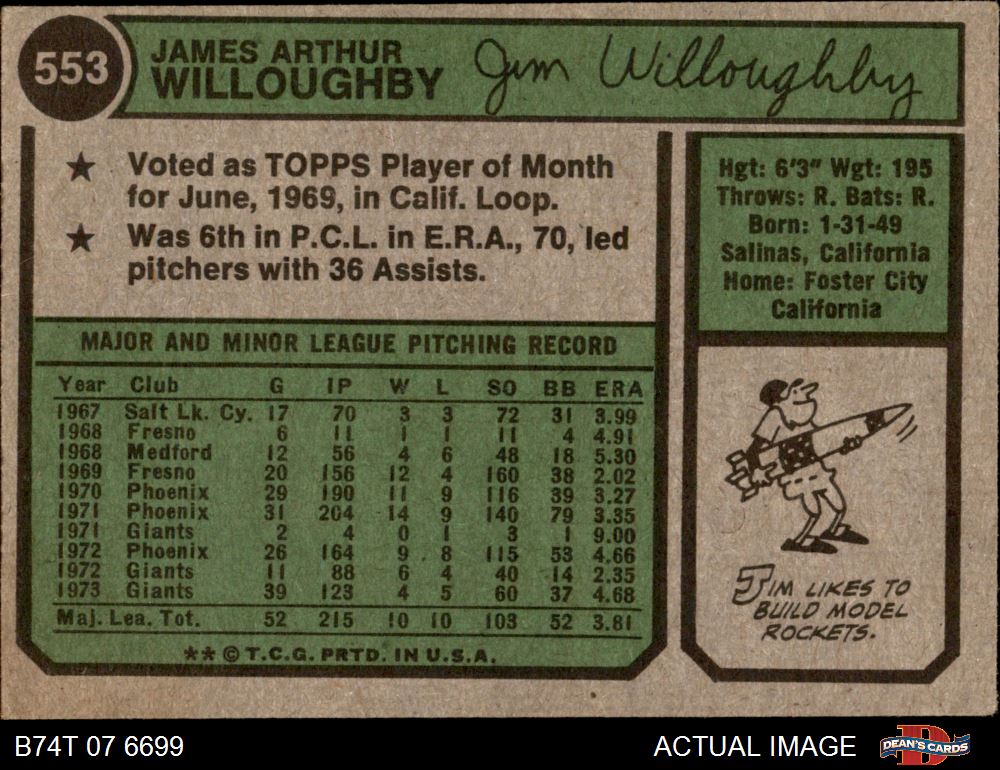 553
JAMES ARTHUR
WILLOUGHBY
Jim Willoughby
★ Voted as TOPPS Player of Month
for June, 1969, in Calif. Loop.
★ Was 6th in P.C.L. in E.R.A., 70, led
pitchers with 36 Assists.
Hgt: 6'3" Wgt: 195
Throws: R. Bats: R.
Born: 1-31-49
Salinas, California
Home: Foster City
California
MAJOR AND MINOR LEAGUE PITCHING RECORD
Year Club G IP W L SO BB ERA
1967 Salt Lk. Cy. 17 70 3 3 72 31 3.99
1968 Fresno 6 11 1 1 11 4 4.91
1968 Medford 12 56 4 6 48 18 5.30
1969 Fresno 20 156 12 4 160 38 2.02
1970 Phoenix 29 190 11 9 116 39 3.27
1971 Phoenix 31 204 14 9 140 79 3.35
1971 Giants 2 4 0 1 3 1 9.00
1972 Phoenix 26 164 9 8 115 53 4.66
1972 Giants 11 88 6 4 40 14 2.35
1973 Giants 39 123 4 5 60 37 4.68
Maj. Lea. Tot. 52 215 10 10 103 52 3.81
** © T.C.G. PRTD. IN U.S.A.
JIM LIKES TO
BUILD MODEL
ROCKETS.
B74T 07 6699
ACTUAL IMAGE
D
DEAN'S CARDS